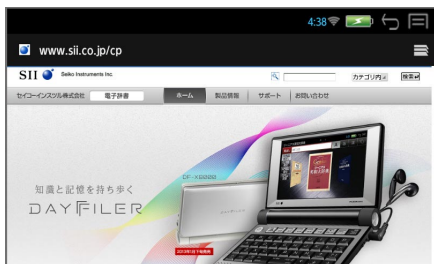 4:38
www.sii.co.jp/cp
SII Seiko Instruments Inc.
カテゴリ内 検索
セイコーインスツル株式会社 電子辞書 ホーム 製品情報 サポート お問い合わせ
DF-X9000
知識と記憶を持ち歩く
DAYFILER